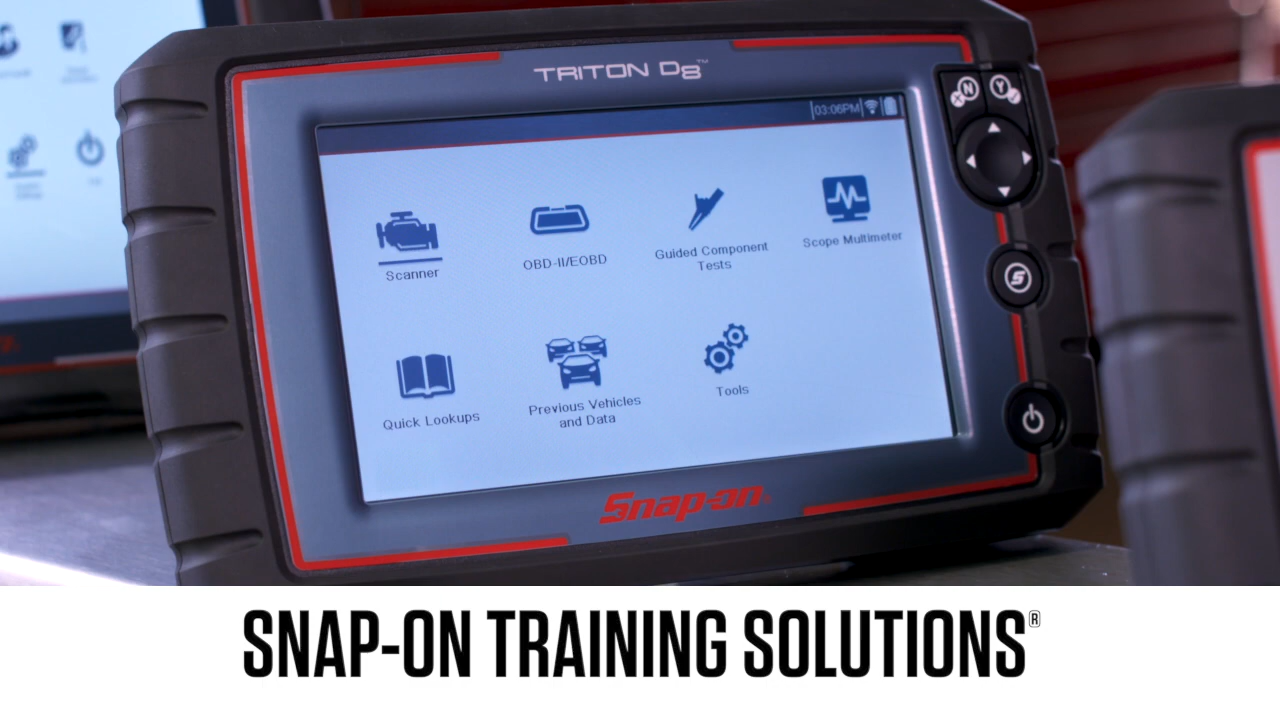 TRITON D8™
03:06PM
N
X
Y
Scanner
OBD-II/EOBD
Guided Component
Tests
Scope Multimeter
Quick Lookups
Previous Vehicles
and Data
Tools
S
Snap-on®
SNAP-ON TRAINING SOLUTIONS®